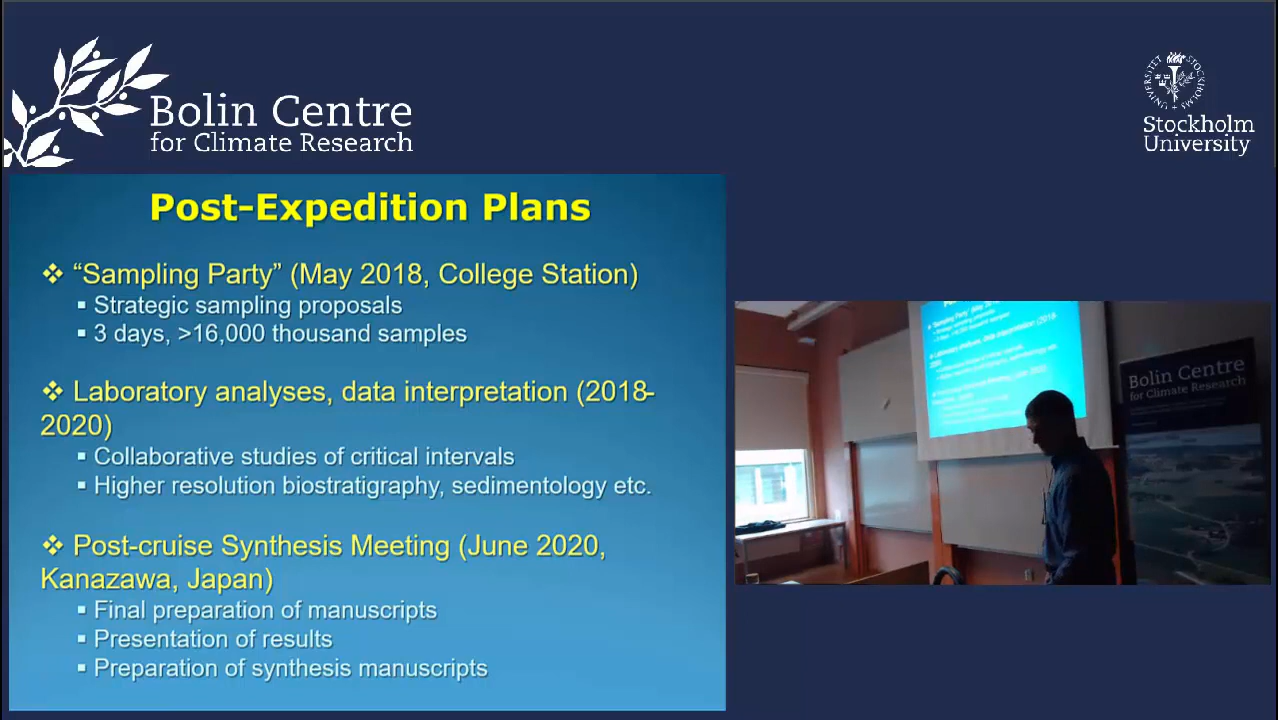 Bolin Centre
for Climate Research
Stockholm
University
Post-Expedition Plans
❖ “Sampling Party” (May 2018, College Station)
▪ Strategic sampling proposals
▪ 3 days, >16,000 thousand samples
❖ Laboratory analyses, data interpretation (2018-
2020)
▪ Collaborative studies of critical intervals
▪ Higher resolution biostratigraphy, sedimentology etc.
❖ Post-cruise Synthesis Meeting (June 2020,
Kanazawa, Japan)
▪ Final preparation of manuscripts
▪ Presentation of results
▪ Preparation of synthesis manuscripts
Bolin Centre
for Climate Research